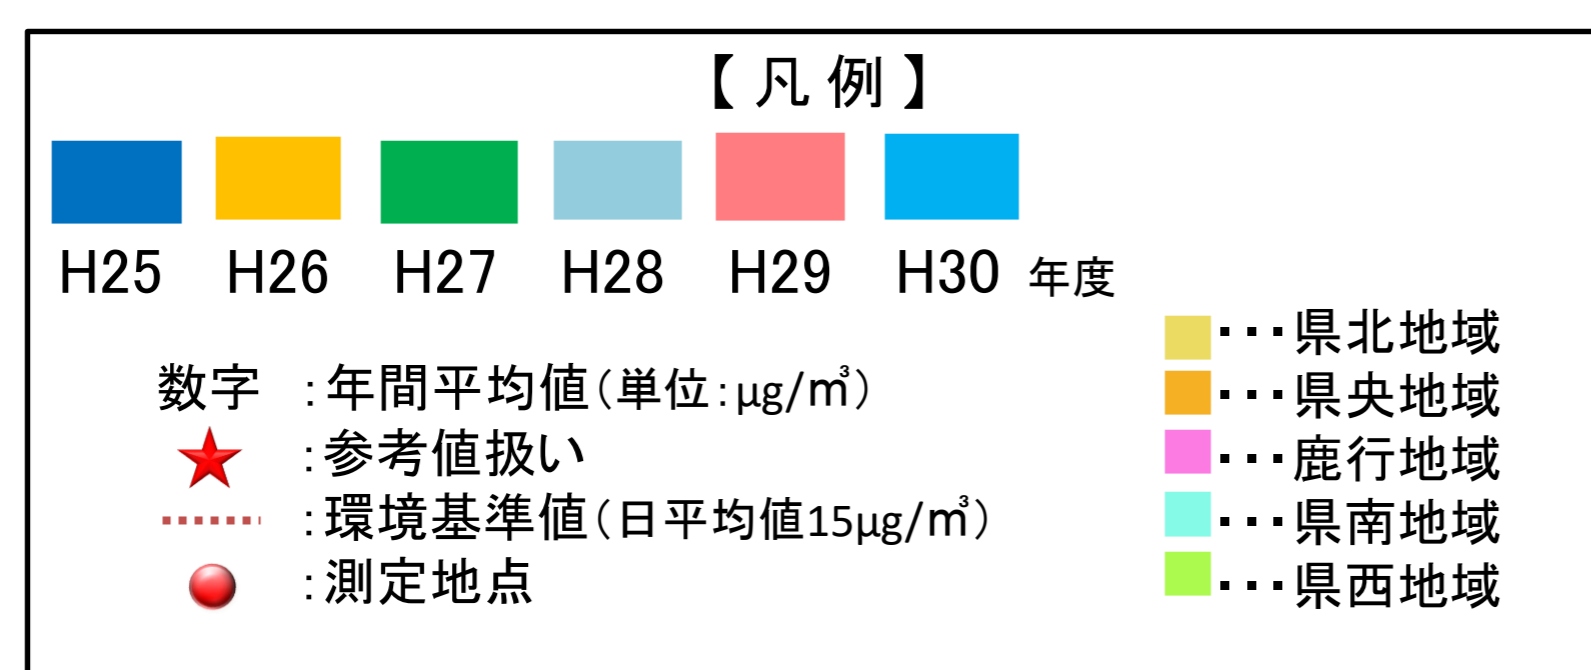 【凡例】
H25 H26 H27 H28 H29 H30 年度
数字 :年間平均値(単位:μg/㎥)
:参考値扱い
:環境基準値(日平均値15μg/㎥)
:測定地点
・・・県北地域
・・・県央地域
・・・鹿行地域
・・・県南地域
・・・県西地域